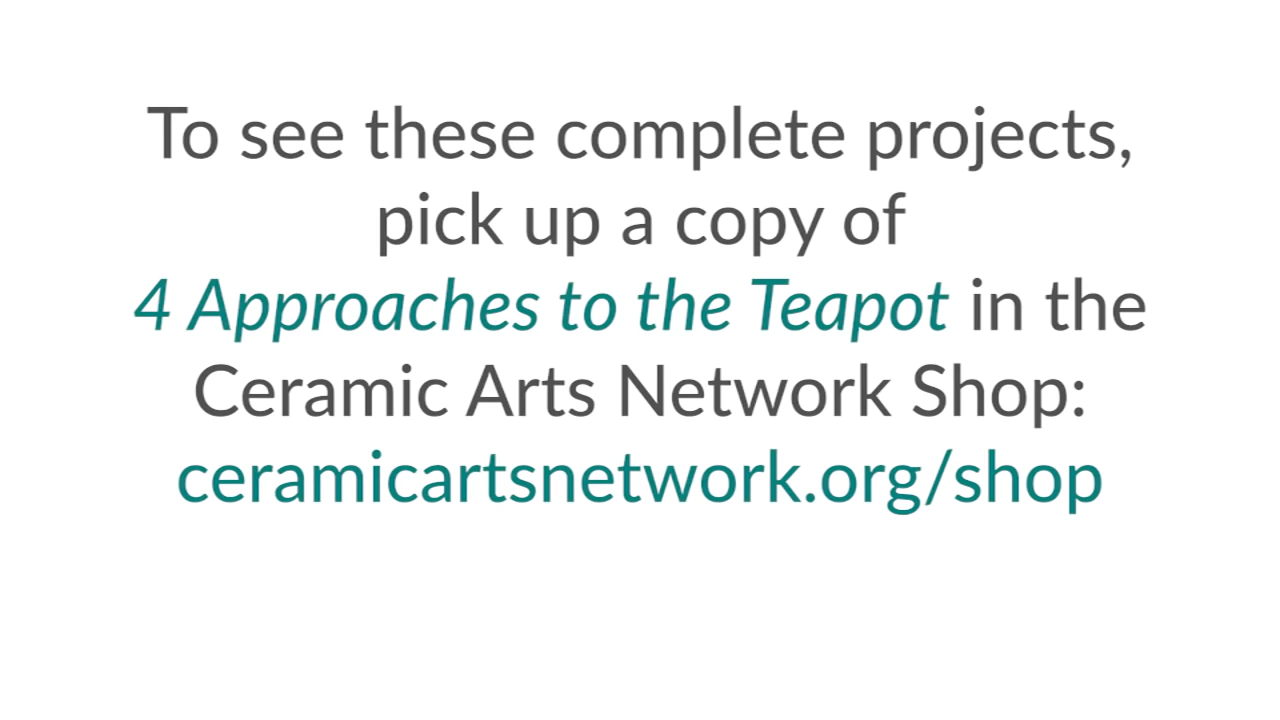 To see these complete projects,
pick up a copy of
4 Approaches to the Teapot in the
Ceramic Arts Network Shop:
ceramicartsnetwork.org/shop